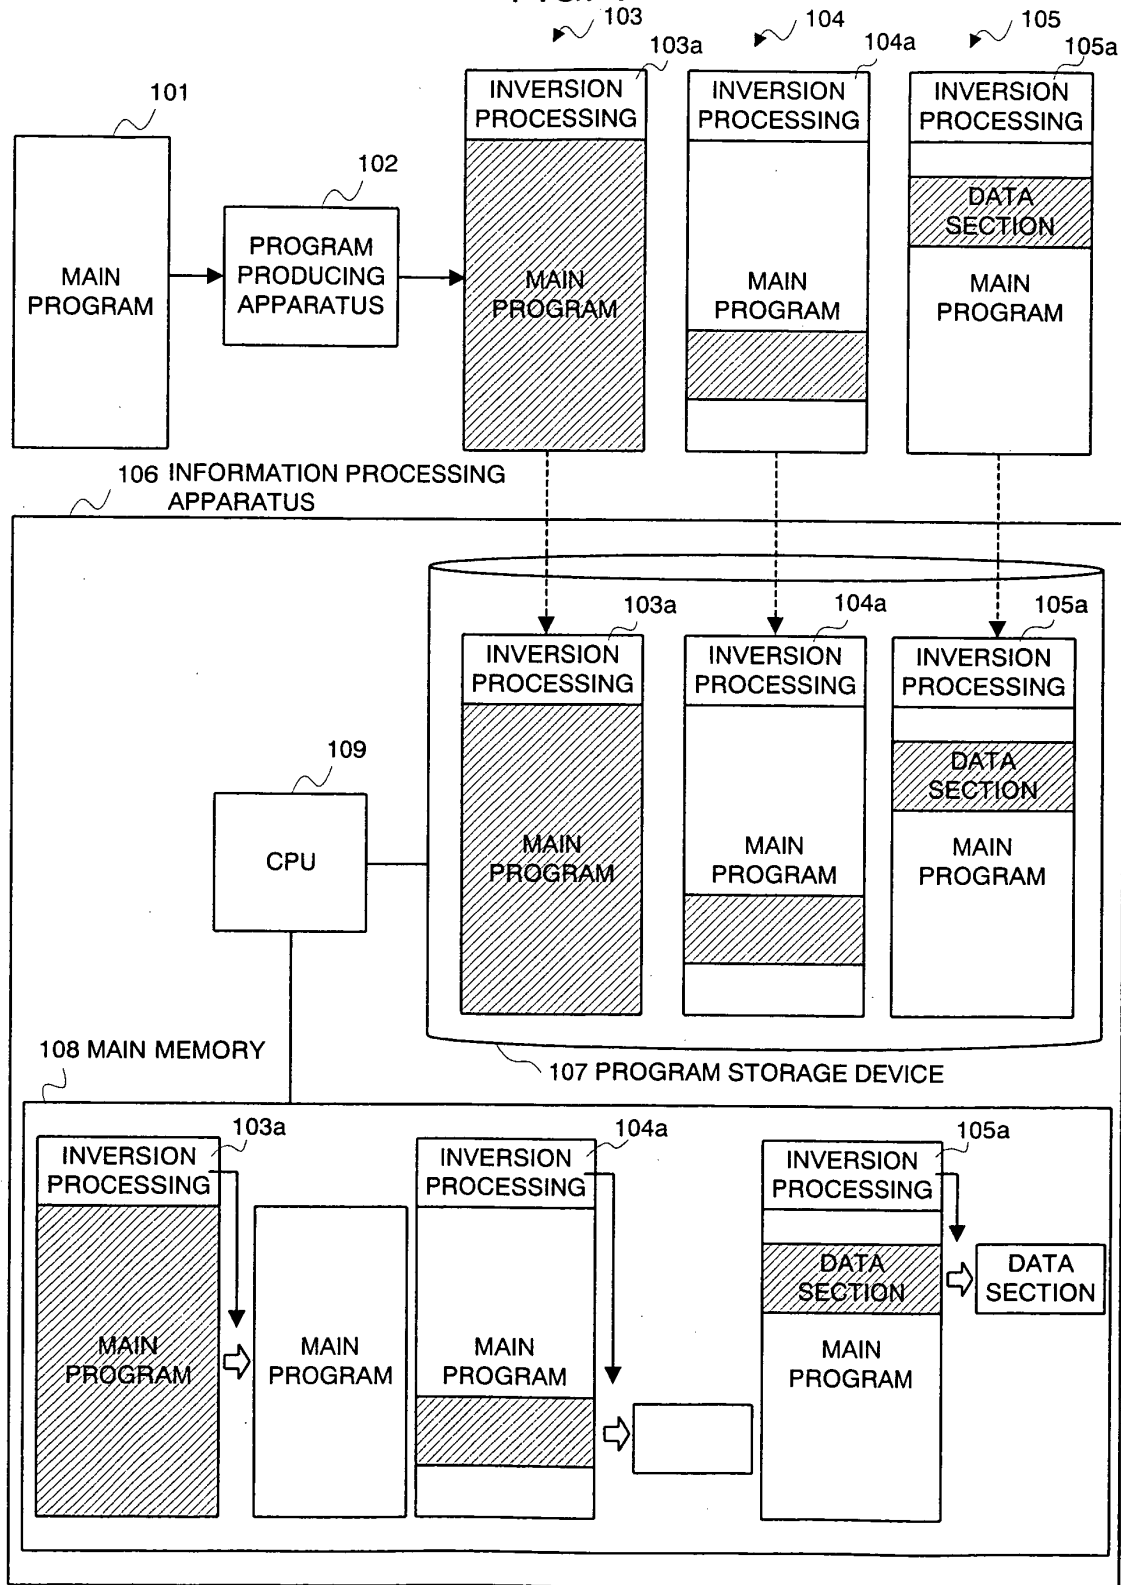 103
104
105
103a
104a
105a
101
102
INVERSION
PROCESSING
INVERSION
PROCESSING
INVERSION
PROCESSING
MAIN
PROGRAM
PROGRAM
PRODUCING
APPARATUS
MAIN
PROGRAM
MAIN
PROGRAM
DATA
SECTION
MAIN
PROGRAM
106 INFORMATION PROCESSING
APPARATUS
103a
104a
105a
INVERSION
PROCESSING
INVERSION
PROCESSING
INVERSION
PROCESSING
109
CPU
MAIN
PROGRAM
MAIN
PROGRAM
DATA
SECTION
MAIN
PROGRAM
108 MAIN MEMORY
107 PROGRAM STORAGE DEVICE
103a
104a
105a
INVERSION
PROCESSING
INVERSION
PROCESSING
INVERSION
PROCESSING
MAIN
PROGRAM
MAIN
PROGRAM
MAIN
PROGRAM
DATA
SECTION
DATA
SECTION
MAIN
PROGRAM